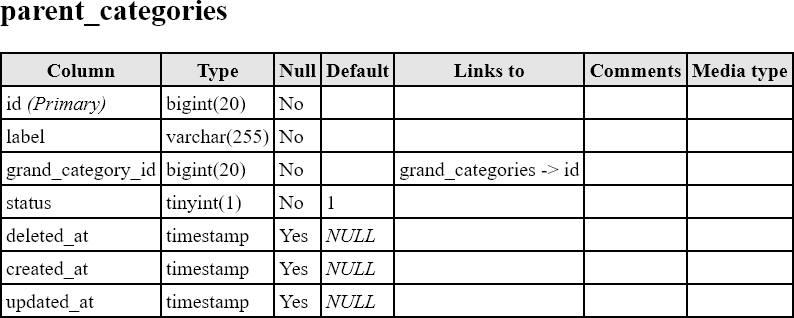 parent_categories
Column Type Null Default Links to Comments Media type
id (Primary) bigint(20) No
label varchar(255) No
grand_category_id bigint(20) No grand_categories -> id
status tinyint(1) No 1
deleted_at timestamp Yes NULL
created_at timestamp Yes NULL
updated_at timestamp Yes NULL